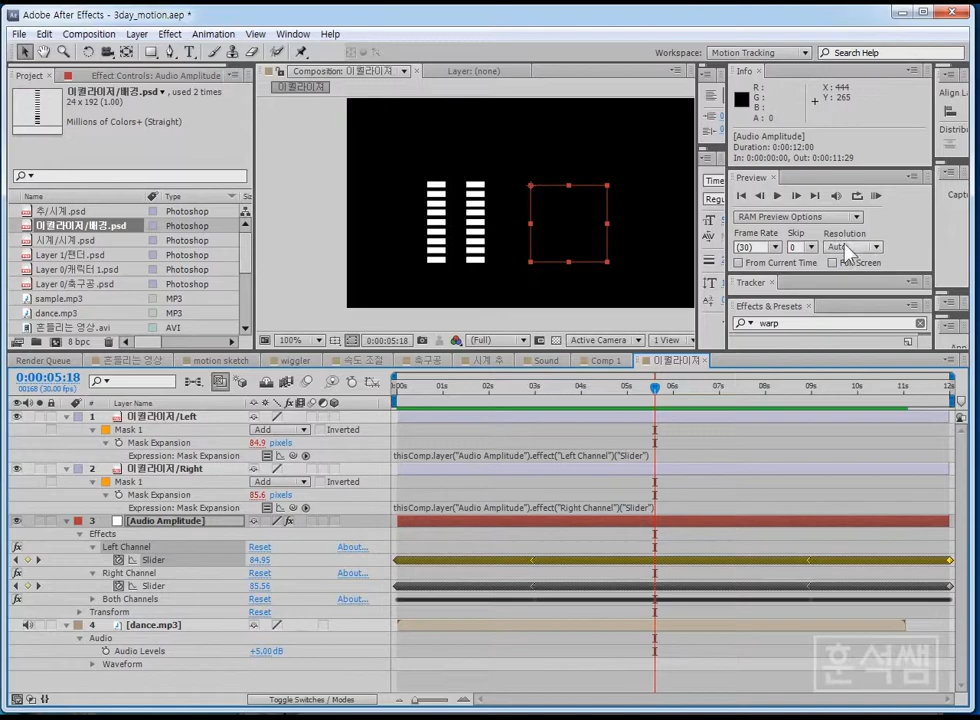 Adobe After Effects - 3day_motion.aep *
File Edit Composition Layer Effect Animation View Window Help
Workspace: Motion Tracking Search Help
Project Effect Controls: Audio Amplitude
Composition: 이퀄라이저 Layer: (none)
이퀄라이저
이퀄라이저/배경.psd , used 2 times
24 x 192 (1.00)
Millions of Colors+ (Straight)
Name Type
추/시계.psd Photoshop
이퀄라이저/배경.psd Photoshop
시계/시계.psd Photoshop
Layer 1/팬더.psd Photoshop
Layer 0/캐릭터 1.psd Photoshop
Layer 0/축구공.psd Photoshop
sample.mp3 MP3
dance.mp3 MP3
흔들리는 영상.avi AVI
8 bpc
100% 0:00:05:18 (Full) Active Camera 1 View
Info
R : X : 444
G : Y : 265
B :
A : 0
[Audio Amplitude]
Duration: 0:00:12:00
In: 0:00:00:00, Out: 0:00:11:29
Preview
RAM Preview Options
Frame Rate Skip Resolution
(30) 0 Auto
From Current Time Full Screen
Tracker
Effects & Presets
warp
Align La
Distribu
Capt
Time
Regu
Render Queue 흔들리는 영상 motion sketch wiggler 속도 조절 축구공 시계 추 Sound Comp 1 이퀄라이저
0:00:05:18
00168 (30.00 fps)
:00s 01s 02s 03s 04s 05s 06s 07s 08s 09s 10s 11s 12s
# Layer Name
1 이퀄라이저/Left
Mask 1 Add Inverted
Mask Expansion 84.9 pixels
Expression: Mask Expansion thisComp.layer("Audio Amplitude").effect("Left Channel")("Slider")
2 이퀄라이저/Right
Mask 1 Add Inverted
Mask Expansion 85.6 pixels
Expression: Mask Expansion thisComp.layer("Audio Amplitude").effect("Right Channel")("Slider")
3 [Audio Amplitude]
Effects
Left Channel Reset About...
Slider 84.95
Right Channel Reset About...
Slider 85.56
Both Channels Reset About...
Transform Reset
4 [dance.mp3]
Audio
Audio Levels +5.00dB
Waveform
Toggle Switches / Modes
훈석쌤